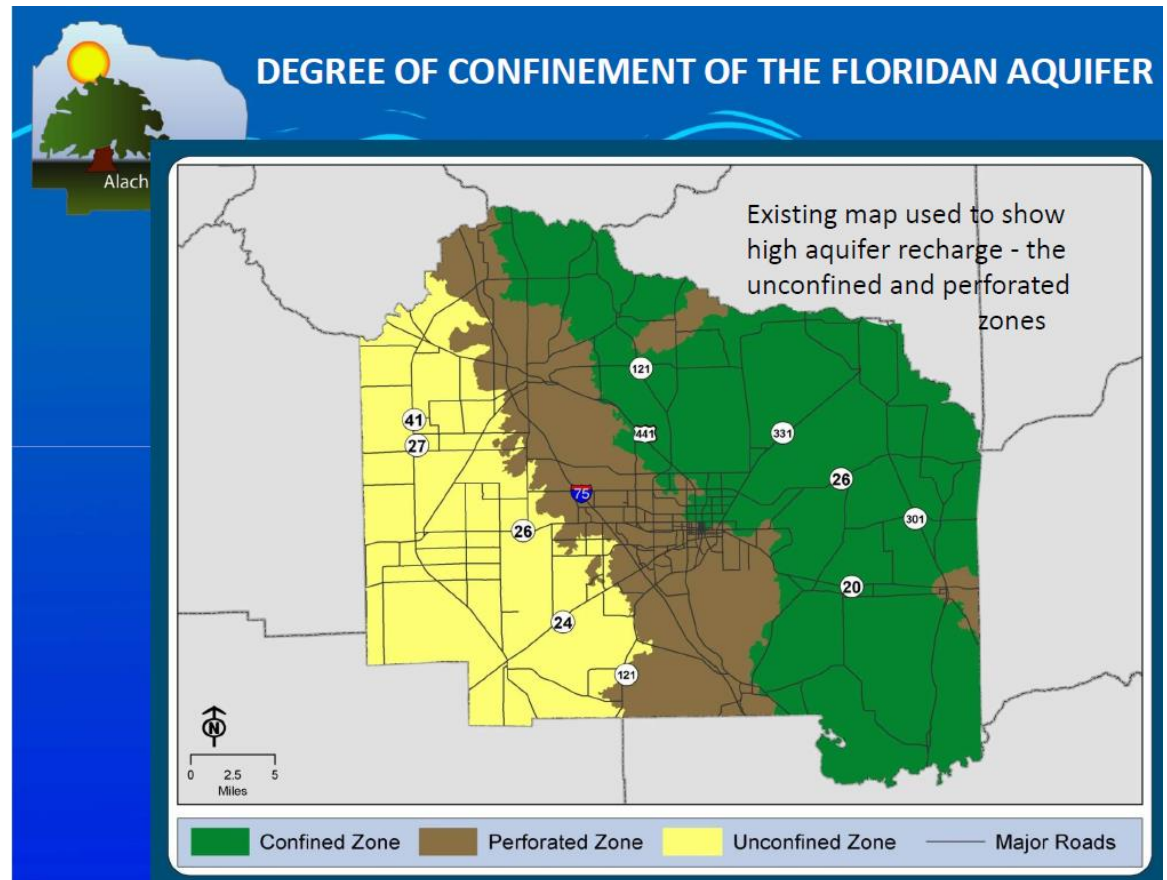 DEGREE OF CONFINEMENT OF THE FLORIDAN AQUIFER
Alach
Existing map used to show
high aquifer recharge - the
unconfined and perforated
zones
121
41
441
331
27
26
75
301
26
20
24
121
N
0 2.5 5
Miles
Confined Zone Perforated Zone Unconfined Zone Major Roads